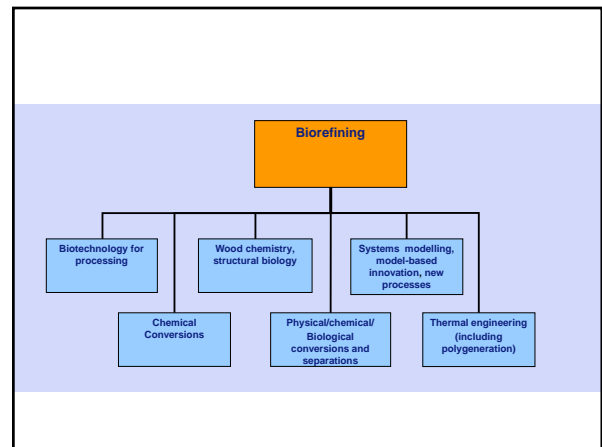 Biorefining
Biotechnology for
processing
Wood chemistry,
structural biology
Systems modelling,
model-based
innovation, new
processes
Chemical
Conversions
Physical/chemical/
Biological
conversions and
separations
Thermal engineering
(including
polygeneration)